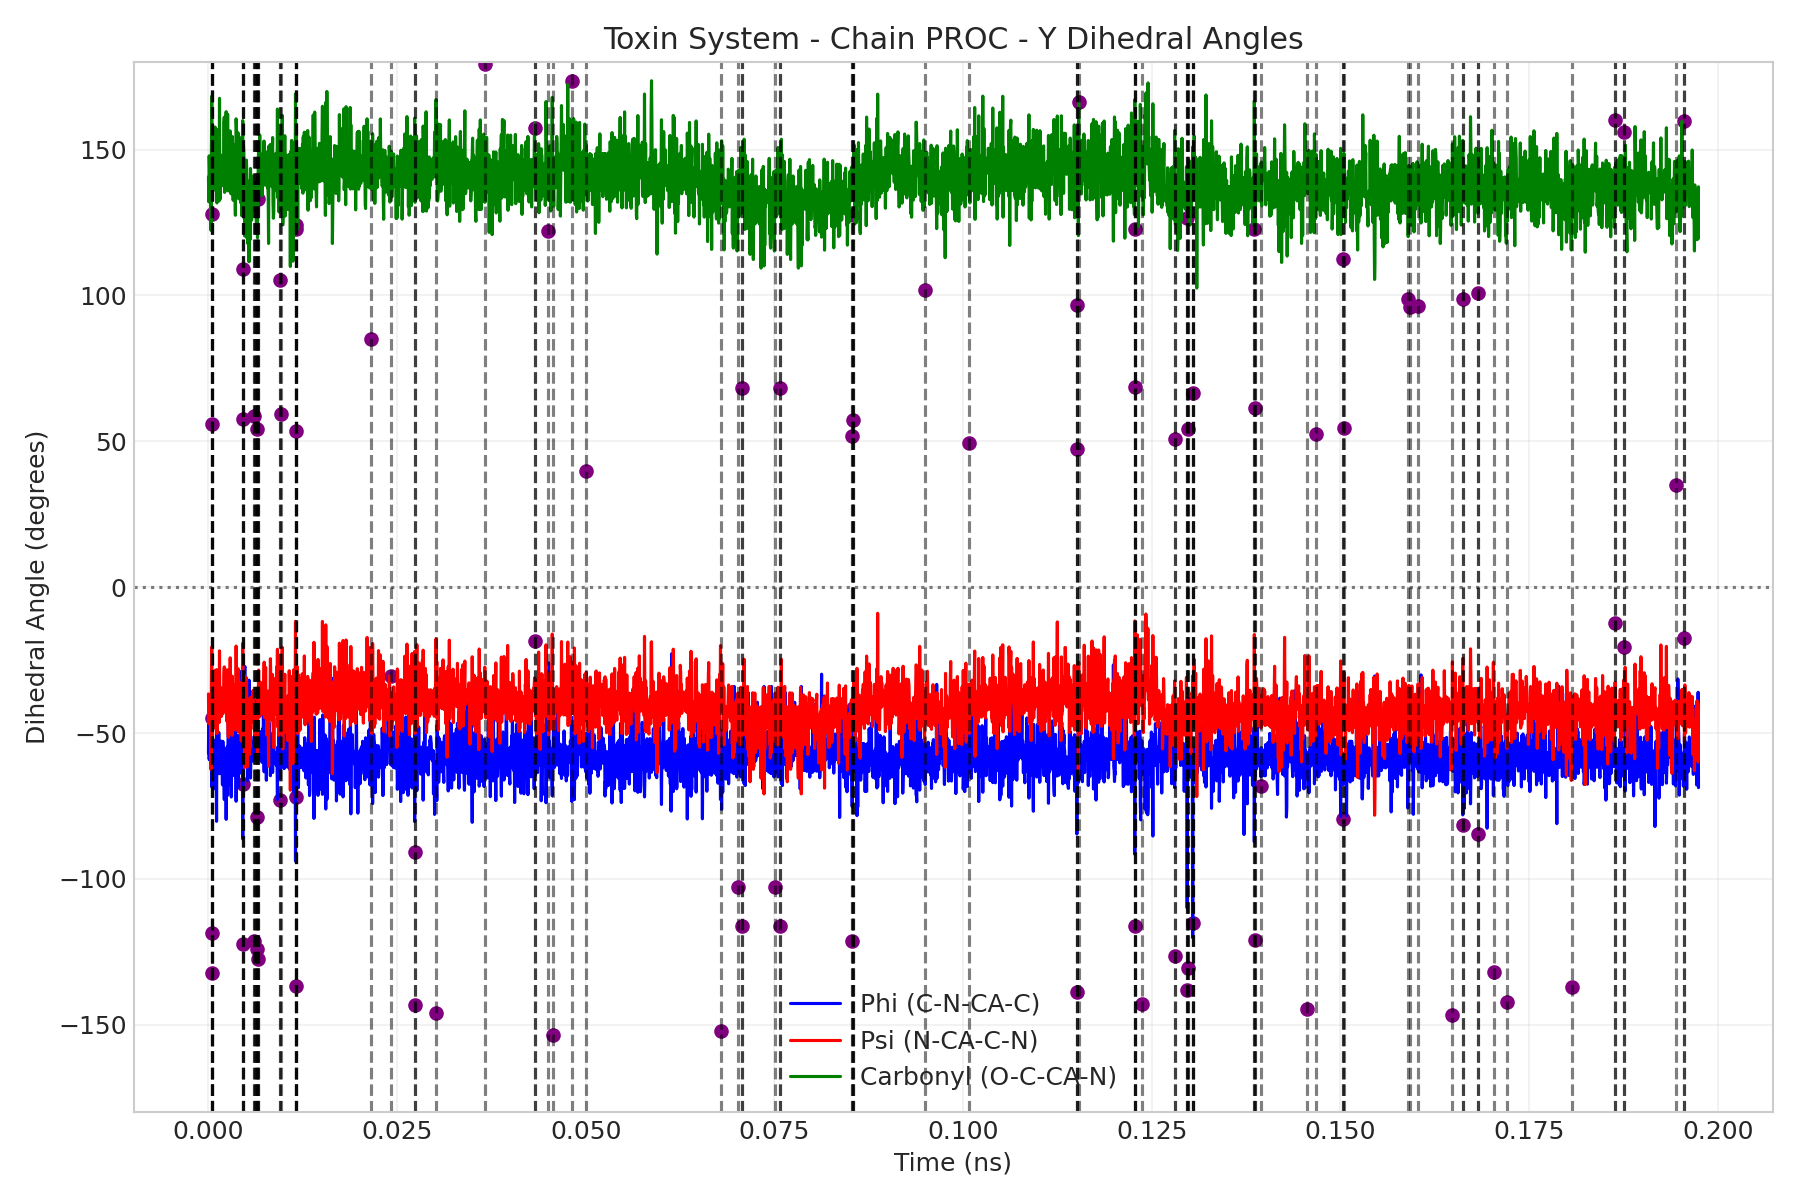 Toxin System - Chain PROC - Y Dihedral Angles
Dihedral Angle (degrees)
150
100
50
0
−50
−100
−150
Phi (C-N-CA-C)
Psi (N-CA-C-N)
Carbonyl (O-C-CA-N)
0.000 0.025 0.050 0.075 0.100 0.125 0.150 0.175 0.200
Time (ns)